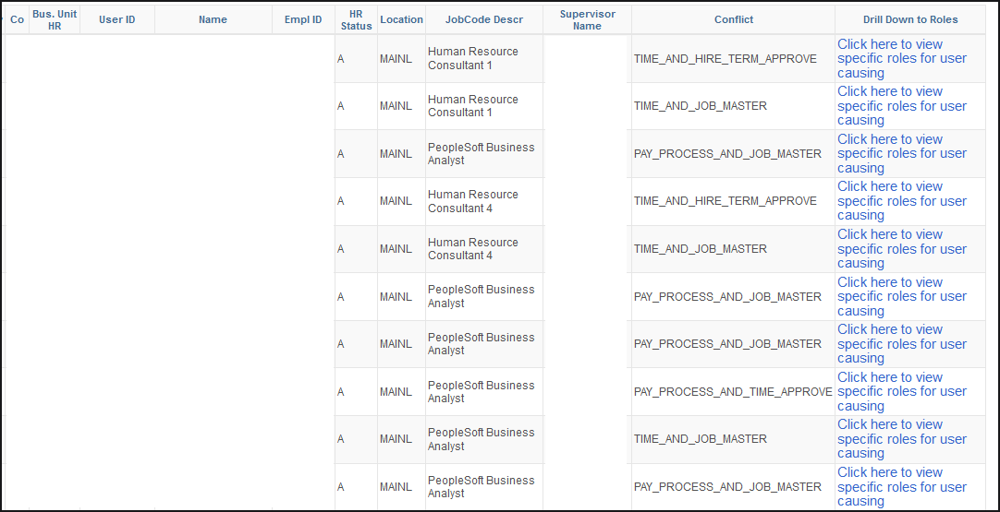 Co Bus. Unit HR User ID Name Empl ID HR Status Location JobCode Descr Supervisor Name Conflict Drill Down to Roles
A MAINL Human Resource Consultant 1 TIME_AND_HIRE_TERM_APPROVE Click here to view specific roles for user causing
A MAINL Human Resource Consultant 1 TIME_AND_JOB_MASTER Click here to view specific roles for user causing
A MAINL PeopleSoft Business Analyst PAY_PROCESS_AND_JOB_MASTER Click here to view specific roles for user causing
A MAINL Human Resource Consultant 4 TIME_AND_HIRE_TERM_APPROVE Click here to view specific roles for user causing
A MAINL Human Resource Consultant 4 TIME_AND_JOB_MASTER Click here to view specific roles for user causing
A MAINL PeopleSoft Business Analyst PAY_PROCESS_AND_JOB_MASTER Click here to view specific roles for user causing
A MAINL PeopleSoft Business Analyst PAY_PROCESS_AND_JOB_MASTER Click here to view specific roles for user causing
A MAINL PeopleSoft Business Analyst PAY_PROCESS_AND_TIME_APPROVE Click here to view specific roles for user causing
A MAINL PeopleSoft Business Analyst TIME_AND_JOB_MASTER Click here to view specific roles for user causing
A MAINL PeopleSoft Business Analyst PAY_PROCESS_AND_JOB_MASTER Click here to view specific roles for user causing